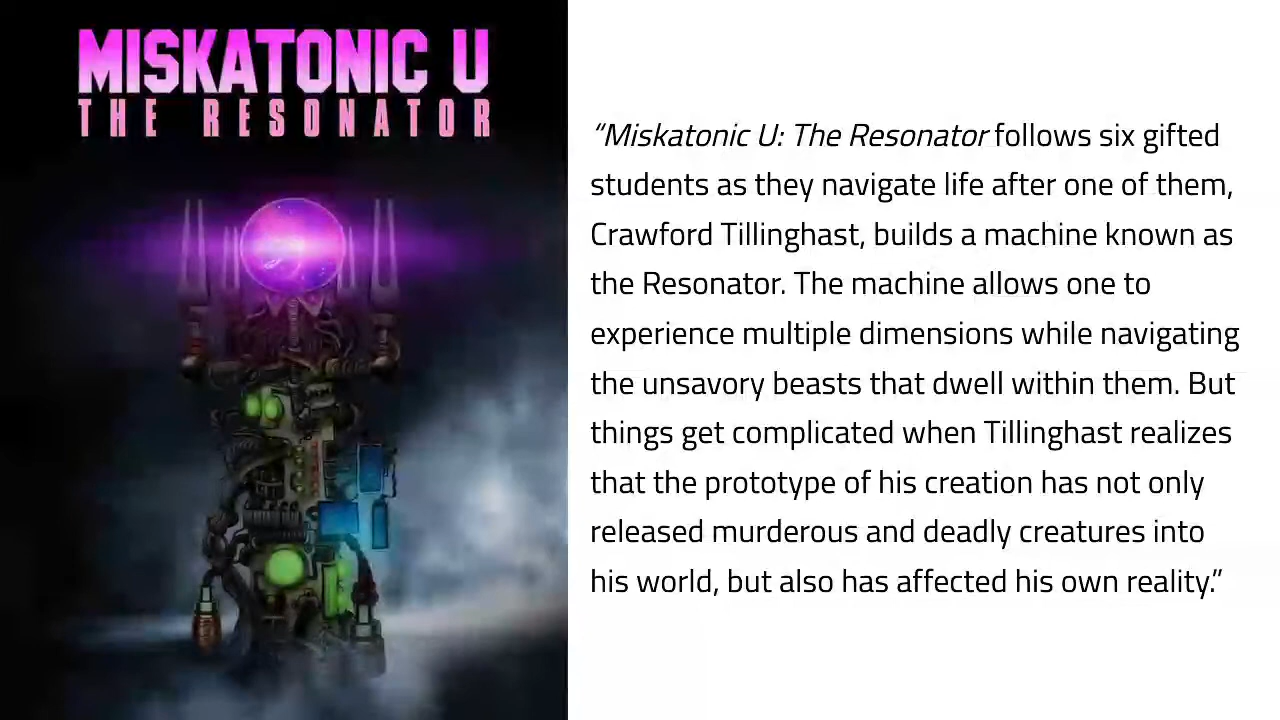 MISKATONIC U
THE RESONATOR
“Miskatonic U: The Resonator follows six gifted
students as they navigate life after one of them,
Crawford Tillinghast, builds a machine known as
the Resonator. The machine allows one to
experience multiple dimensions while navigating
the unsavory beasts that dwell within them. But
things get complicated when Tillinghast realizes
that the prototype of his creation has not only
released murderous and deadly creatures into
his world, but also has affected his own reality.”